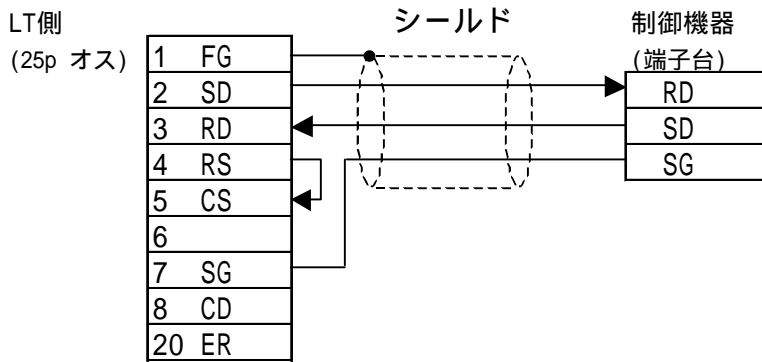 LT側
(25p オス)
シールド
制御機器
(端子台)
1 FG
2 SD
3 RD
4 RS
5 CS
6
7 SG
8 CD
20 ER
RD
SD
SG